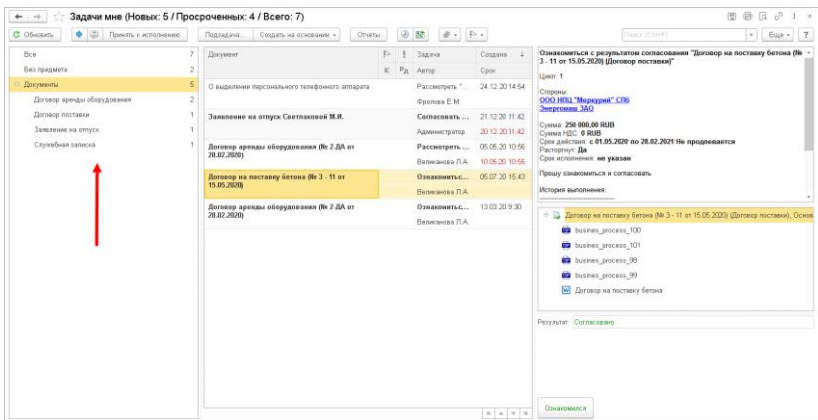 Задачи мне (Новых: 5 / Просроченных: 4 / Всего: 7)
Обновить Принять к исполнению Подзадача... Создать на основании Отчеты Поиск (Ctrl+F) Еще ?
Все 7
Без предмета 2
Документы 5
Договор аренды оборудования 2
Договор поставки 1
Заявление на отпуск 1
Служебная записка 1
Документ ! Задача Создана ↓
К Автор Срок
О выделении персонального телефонного аппарата Рассмотреть "... 24.12.20 14:54
Фролова Е.М.
Заявление на отпуск Светлаковой М.И. Согласовать ... 21.12.20 11:42
Администратор 20.12.20 11:42
Договор аренды оборудования (№ 2-ДА от 28.02.2020) Рассмотреть ... 05.05.20 10:56
Великанова Л.А. 10.05.20 10:55
Договор на поставку бетона (№ 3 - 11 от 15.05.2020) Ознакомитьс... 05.07.20 15:43
Великанова Л.А.
Договор аренды оборудования (№ 2-ДА от 28.02.2020) Ознакомитьс... 13.03.20 9:30
Великанова Л.А.
Ознакомиться с результатом согласования "Договор на поставку бетона (№
3 - 11 от 15.05.2020) (Договор поставки)"
Цикл: 1
Стороны:
ООО НПЦ "Меркурий" СПб
Энергомаш ЗАО
Сумма: 250 000,00 RUB
Сумма НДС: 0 RUB
Срок действия: с 01.05.2020 по 28.02.2021 Не продлевается
Расторгнут: Да
Срок исполнения: не указан
Прошу ознакомиться и согласовать
История выполнения:
Договор на поставку бетона (№ 3 - 11 от 15.05.2020) (Договор поставки), Основ
busines_process_100
busines_process_101
busines_process_98
busines_process_99
Договор на поставку бетона
Результат: Согласовано
Ознакомился